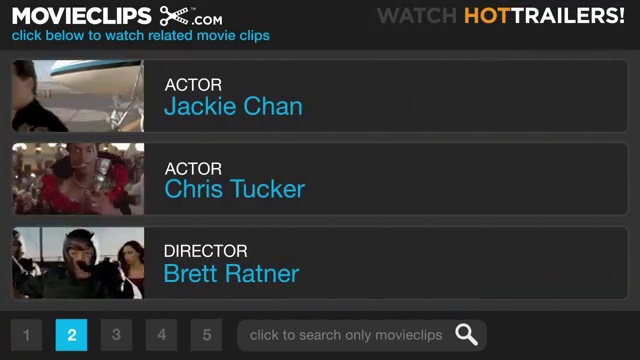 MOVIECLIPS™ .COM
WATCH HOTTRAILERS!
click below to watch related movie clips
ACTOR
Jackie Chan
ACTOR
Chris Tucker
DIRECTOR
Brett Ratner
1 2 3 4 5 click to search only movieclips